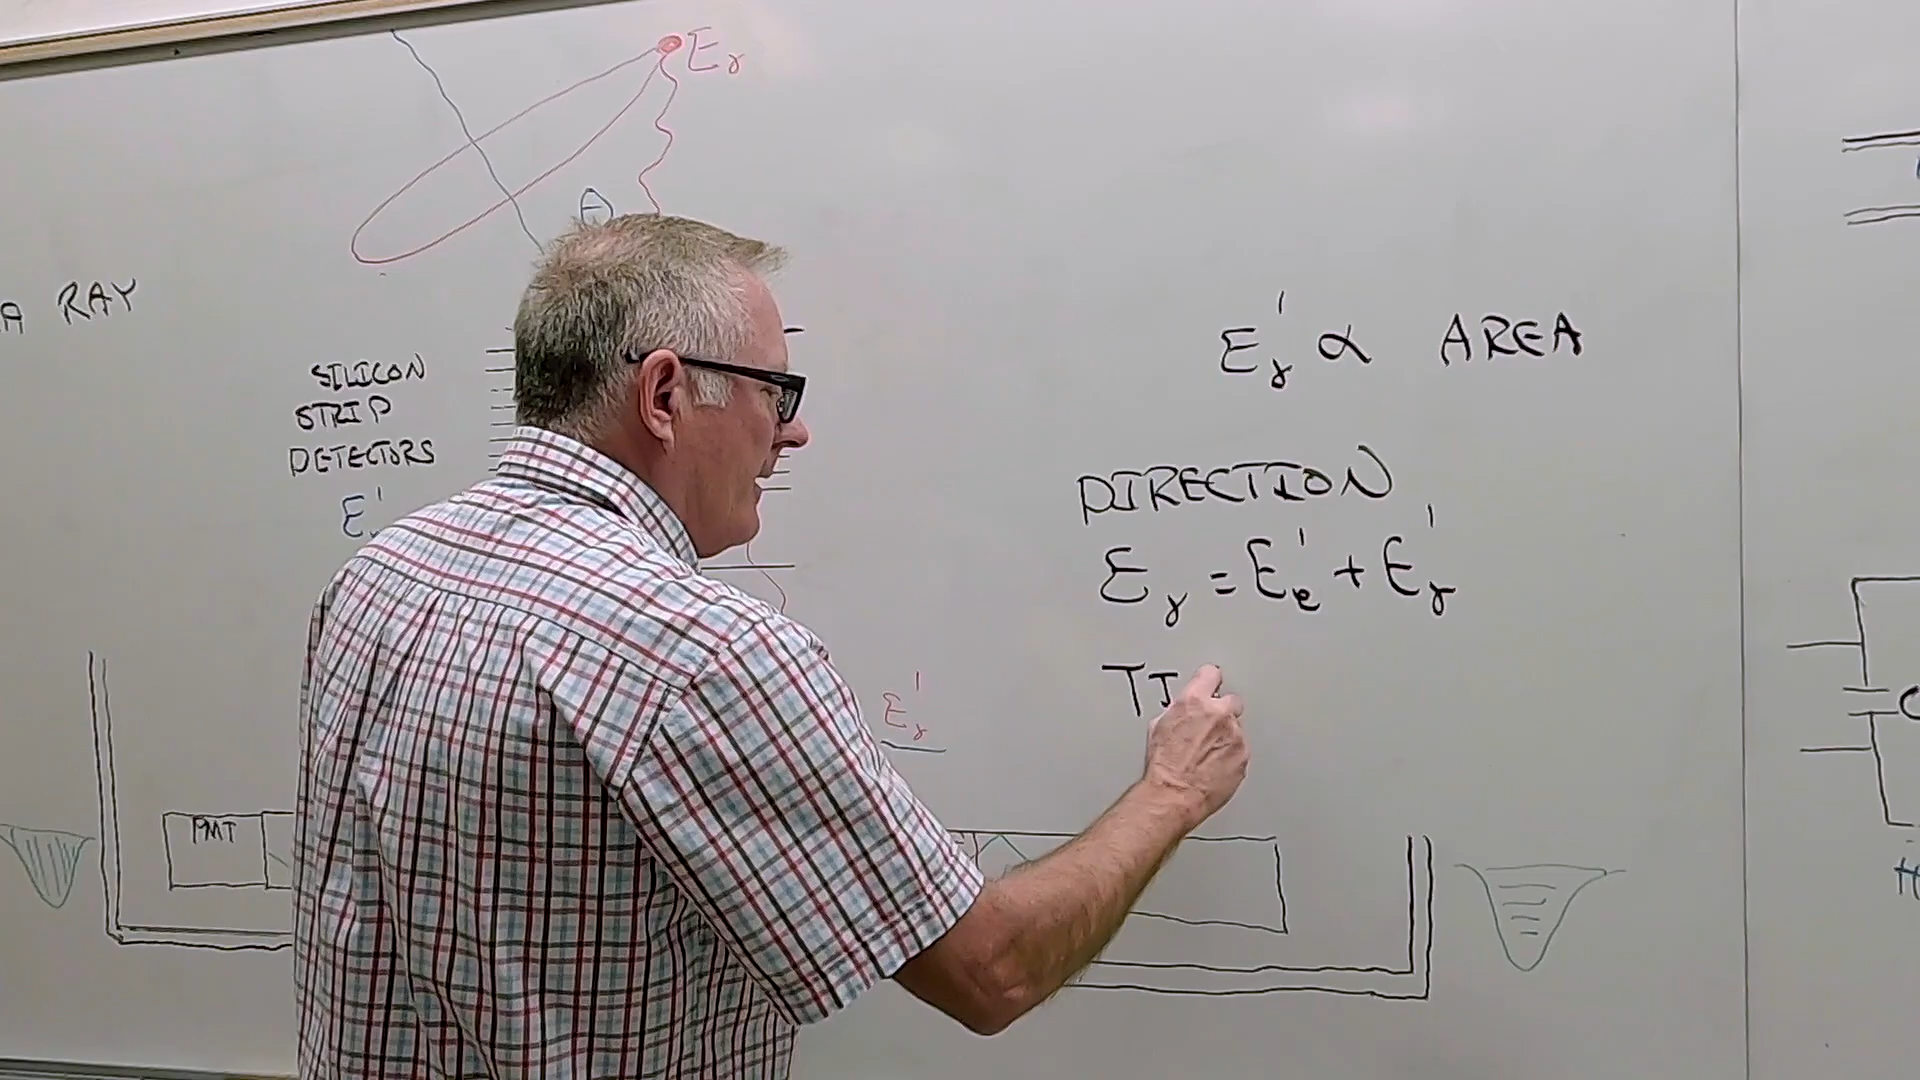 Eγ
A RAY
SILICON
STRIP
DETECTORS
E'
E'γ ∝ AREA
DIRECTION
Eγ = E'e + E'γ
TI
E'γ
PMT